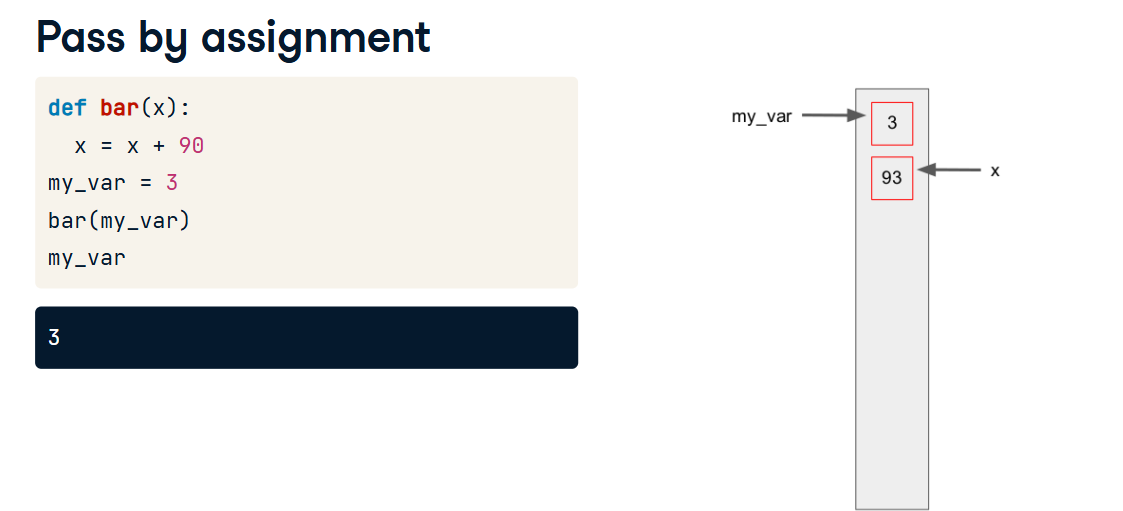 Pass by assignment
def bar(x):
  x = x + 90
my_var = 3
bar(my_var)
my_var
3
my_var
3
93
x